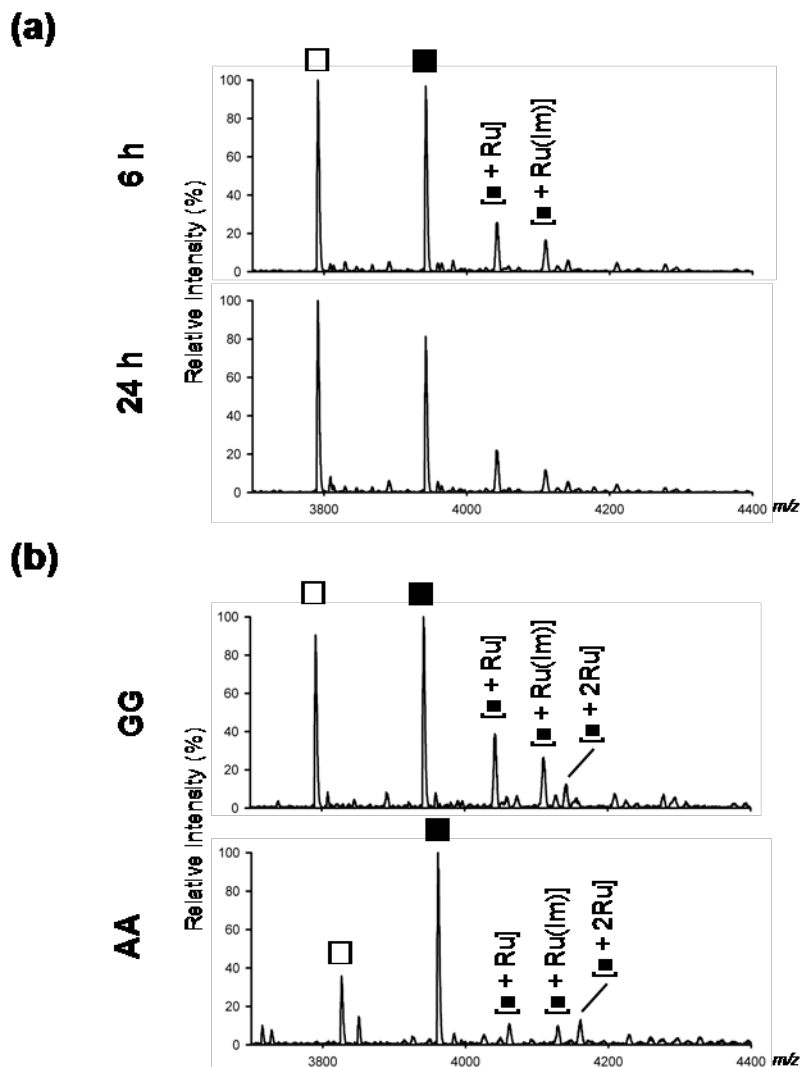 (a)
6 h
Relative Intensity (%)
100
80
60
40
20
0
[■ + Ru]
[■ + Ru(Im)]
24 h
100
80
60
40
20
0
3800
4000
4200
4400
m/z
(b)
GG
Relative Intensity (%)
100
80
60
40
20
0
[■ + Ru]
[■ + Ru(Im)]
[■ + 2Ru]
AA
100
80
60
40
20
0
[■ + Ru]
[■ + Ru(Im)]
[■ + 2Ru]
3800
4000
4200
4400
m/z